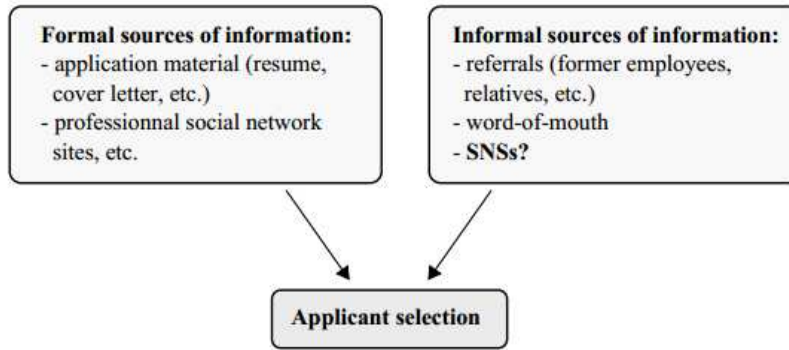 Formal sources of information:
- application material (resume,
cover letter, etc.)
- professionnal social network
sites, etc.
Informal sources of information:
- referrals (former employees,
relatives, etc.)
- word-of-mouth
- SNSs?
Applicant selection